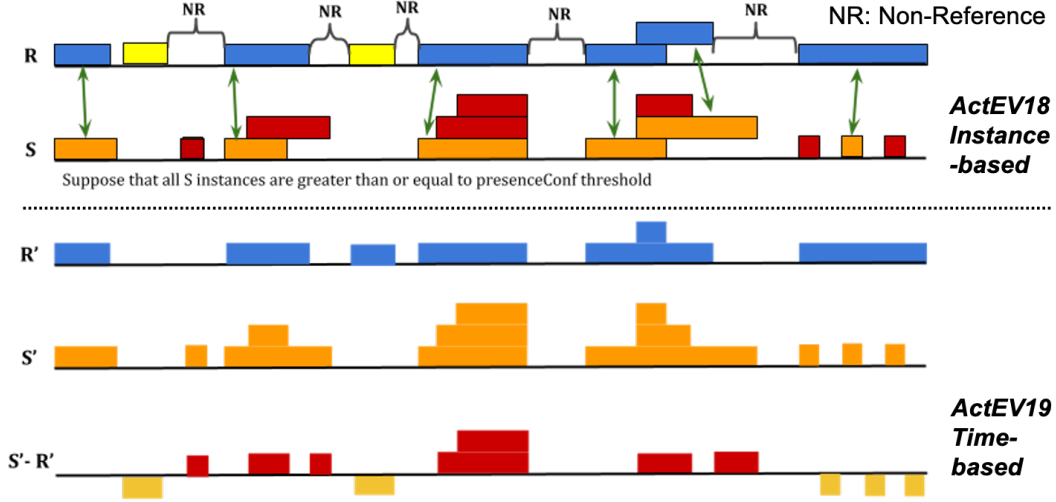 NR
NR
NR
NR
NR
NR: Non-Reference
R
ActEV18
Instance
-based
S
Suppose that all S instances are greater than or equal to presenceConf threshold
R’
S’
ActEV19
Time-
based
S’- R’